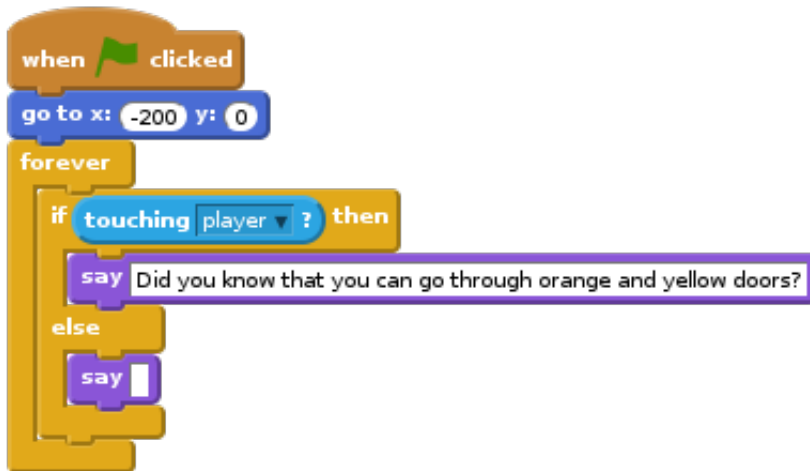 when clicked
go to x: -200 y: 0
forever
if touching player ? then
say Did you know that you can go through orange and yellow doors?
else
say